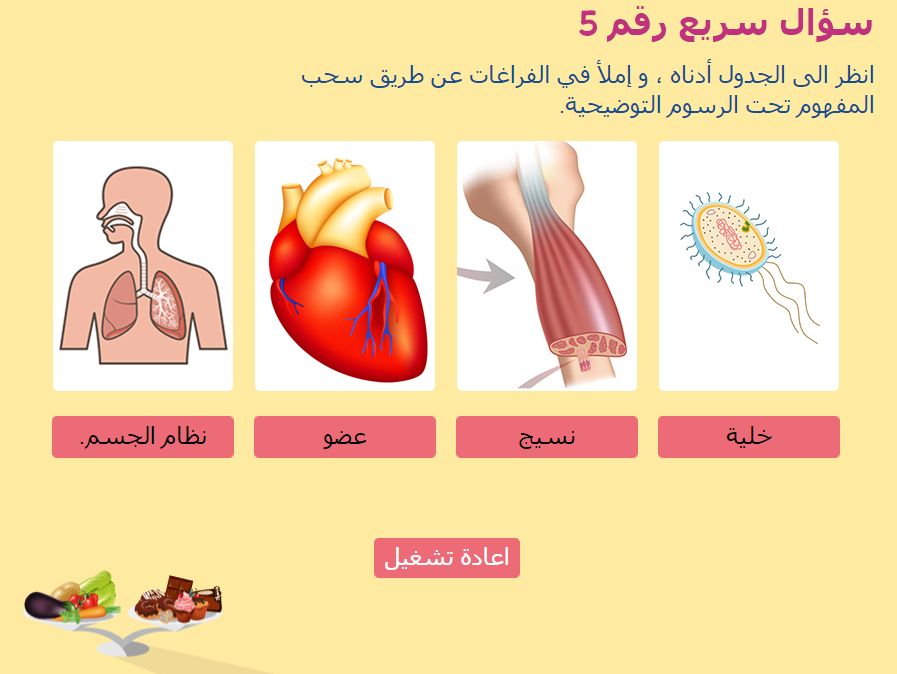 سؤال سريع رقم 5
انظر الى الجدول أدناه ، و إملأ في الفراغات عن طريق سحب
المفهوم تحت الرسوم التوضيحية.
خلية
نسيج
عضو
نظام الجسم.
اعادة تشغيل